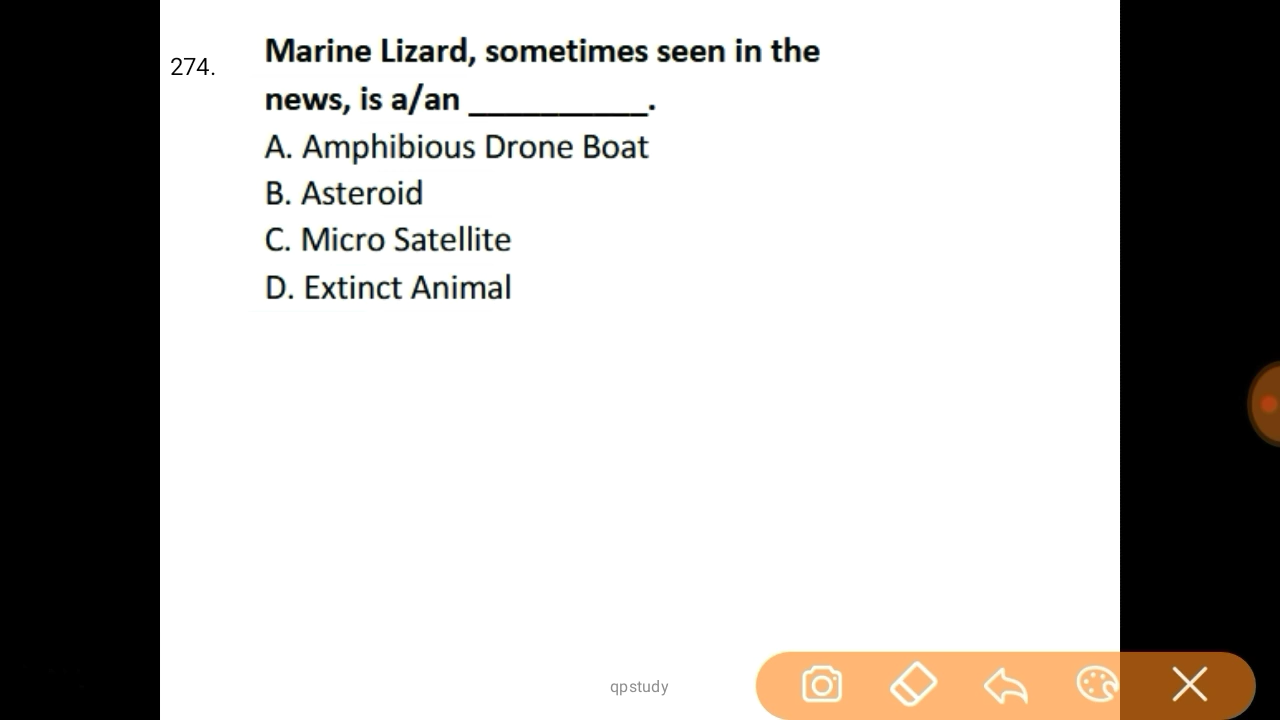 274.
Marine Lizard, sometimes seen in the
news, is a/an __________.
A. Amphibious Drone Boat
B. Asteroid
C. Micro Satellite
D. Extinct Animal
qpstudy